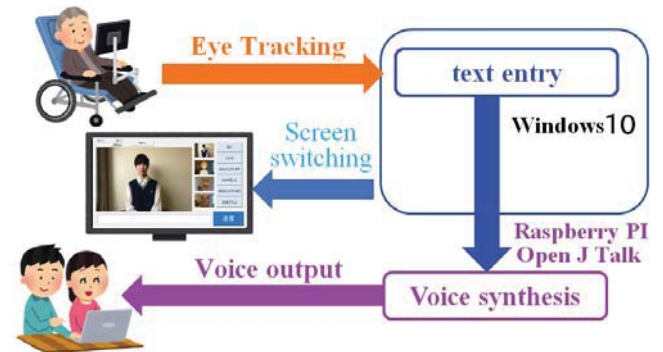 Eye Tracking
text entry
Windows10
Screen
switching
Raspberry PI
Open J Talk
Voice output
Voice synthesis